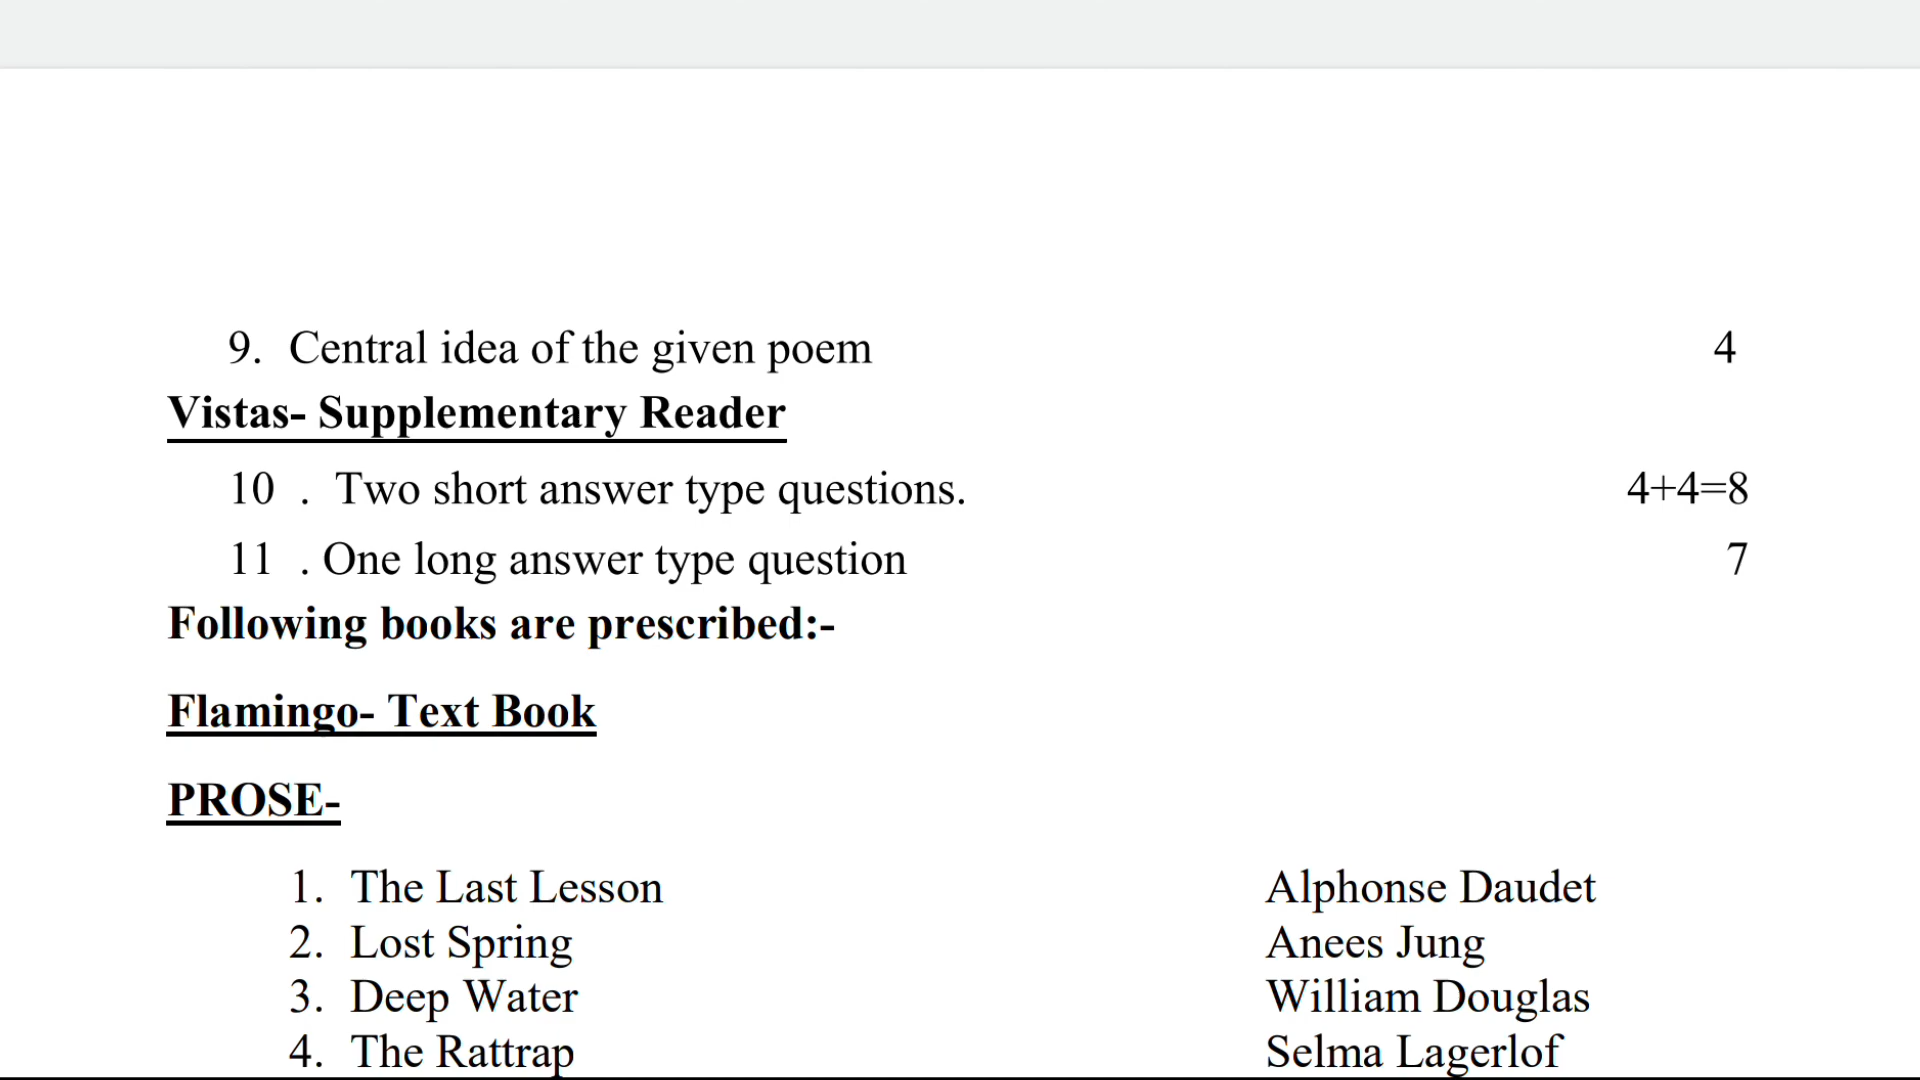 9. Central idea of the given poem 4
Vistas- Supplementary Reader
10 . Two short answer type questions. 4+4=8
11 . One long answer type question 7
Following books are prescribed:-
Flamingo- Text Book
PROSE-
1. The Last Lesson Alphonse Daudet
2. Lost Spring Anees Jung
3. Deep Water William Douglas
4. The Rattrap Selma Lagerlof